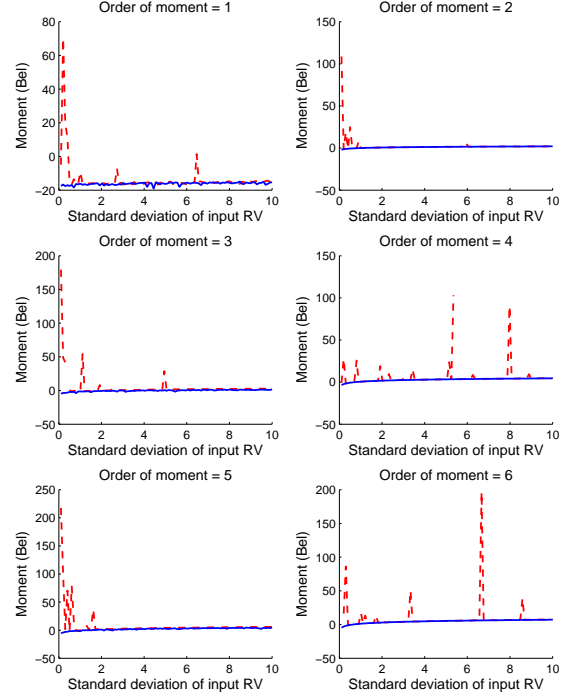 Order of moment = 1
80
60
40
20
0
−20
Moment (Bel)
0 2 4 6 8 10
Standard deviation of input RV
Order of moment = 2
150
100
50
0
−50
Moment (Bel)
0 2 4 6 8 10
Standard deviation of input RV
Order of moment = 3
200
150
100
50
0
−50
Moment (Bel)
0 2 4 6 8 10
Standard deviation of input RV
Order of moment = 4
150
100
50
0
−50
Moment (Bel)
0 2 4 6 8 10
Standard deviation of input RV
Order of moment = 5
250
200
150
100
50
0
−50
Moment (Bel)
0 2 4 6 8 10
Standard deviation of input RV
Order of moment = 6
200
150
100
50
0
−50
Moment (Bel)
0 2 4 6 8 10
Standard deviation of input RV